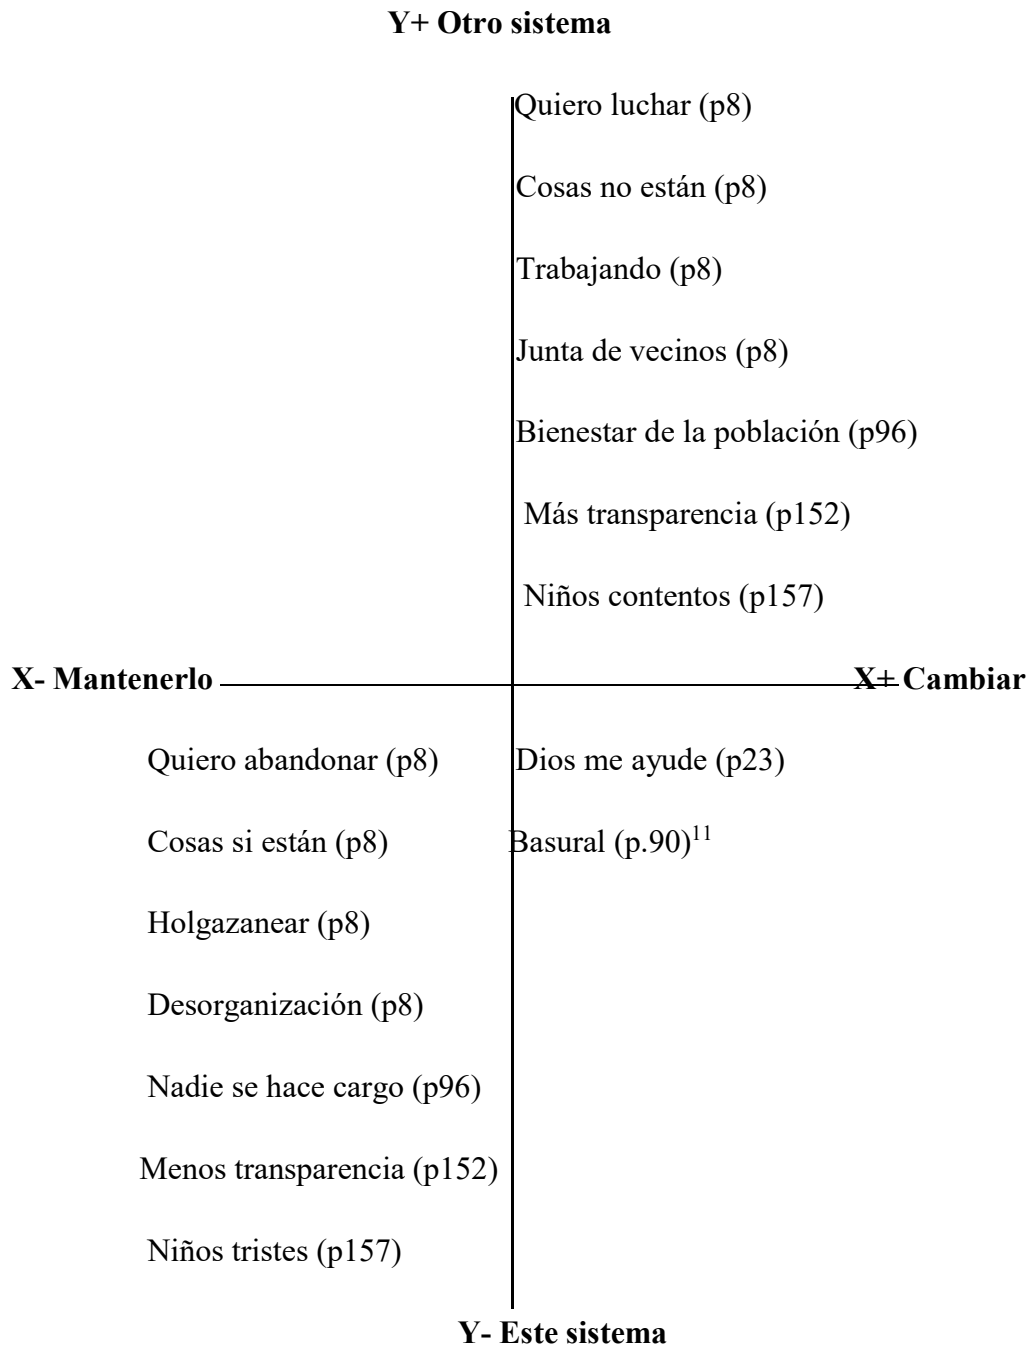 Y+ Otro sistema
Quiero luchar (p8)
Cosas no están (p8)
Trabajando (p8)
Junta de vecinos (p8)
Bienestar de la población (p96)
Más transparencia (p152)
Niños contentos (p157)
X- Mantenerlo X+ Cambiar
Quiero abandonar (p8) Dios me ayude (p23)
Cosas si están (p8) Basural (p.90)11
Holgazanear (p8)
Desorganización (p8)
Nadie se hace cargo (p96)
Menos transparencia (p152)
Niños tristes (p157)
Y- Este sistema